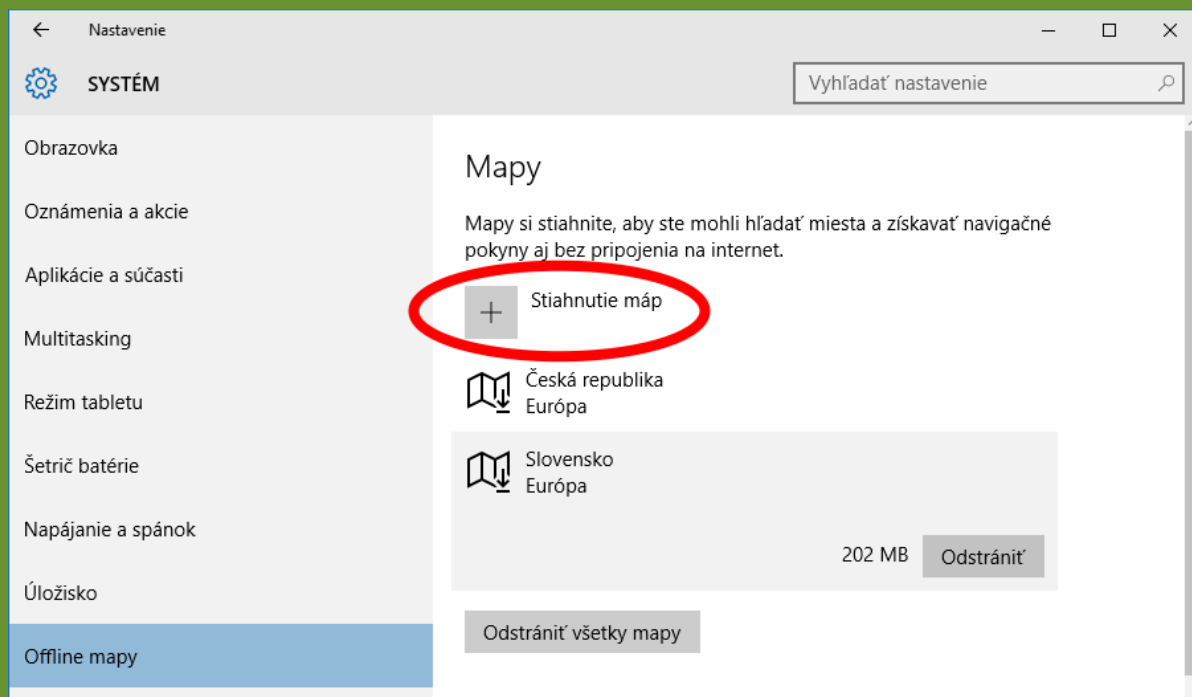 Nastavenie
SYSTÉM
Vyhľadať nastavenie
Obrazovka
Oznámenia a akcie
Aplikácie a súčasti
Multitasking
Režim tabletu
Šetrič batérie
Napájanie a spánok
Úložisko
Offline mapy
Mapy
Mapy si stiahnite, aby ste mohli hľadať miesta a získavať navigačné
pokyny aj bez pripojenia na internet.
Stiahnutie máp
Česká republika
Európa
Slovensko
Európa
202 MB
Odstrániť
Odstrániť všetky mapy